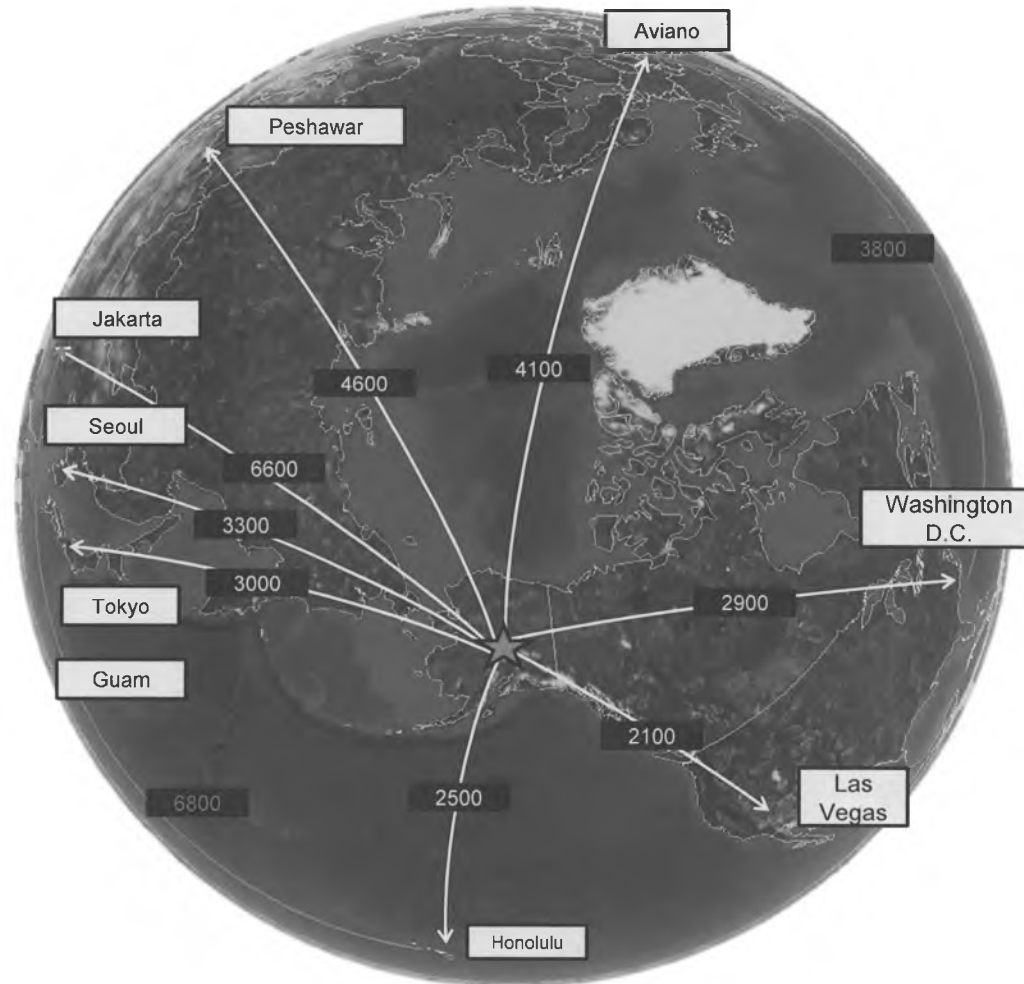 Aviano
Peshawar
3800
Jakarta
4600
4100
Seoul
6600
Washington
D.C.
3300
3000
Tokyo
2900
Guam
2100
6800
2500
Las
Vegas
Honolulu